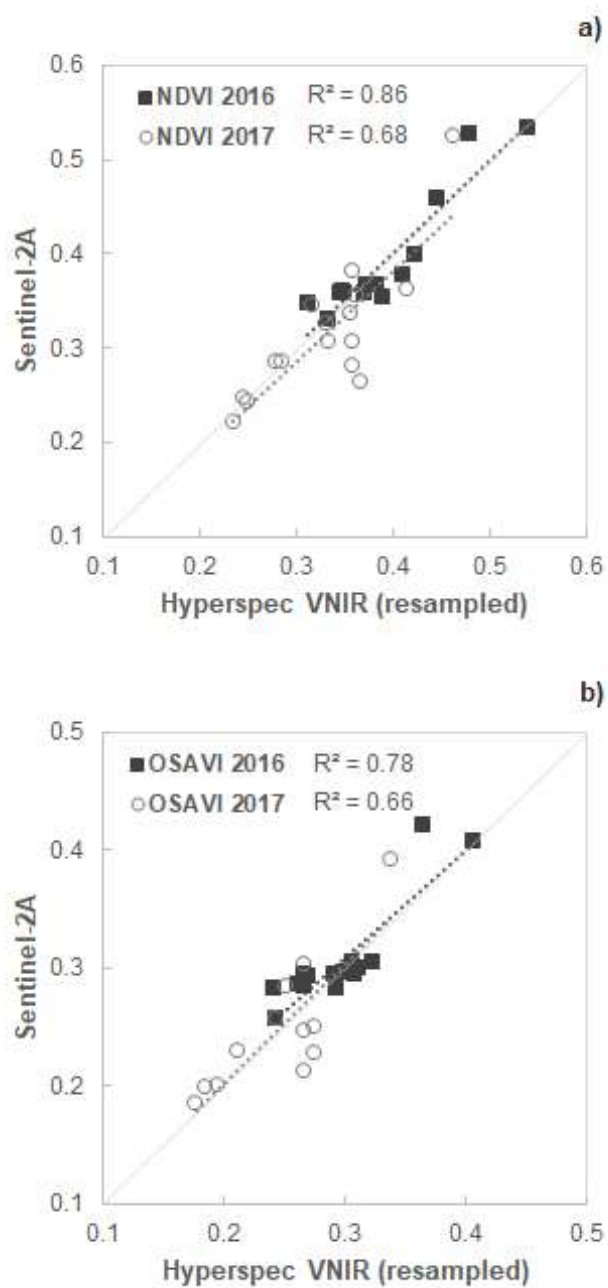 a)
0.6
NDVI 2016 R² = 0.86
NDVI 2017 R² = 0.68
0.5
0.4
0.3
0.2
0.1
Sentinel-2A
0.1 0.2 0.3 0.4 0.5 0.6
Hyperspec VNIR (resampled)
b)
0.5
OSAVI 2016 R² = 0.78
OSAVI 2017 R² = 0.66
0.4
0.3
0.2
0.1
Sentinel-2A
0.1 0.2 0.3 0.4 0.5
Hyperspec VNIR (resampled)